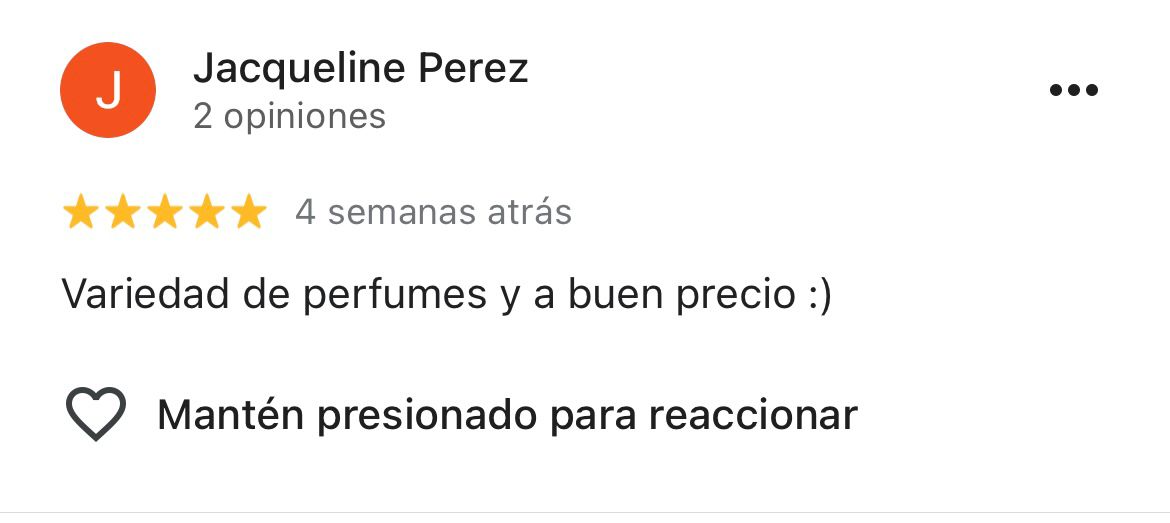 J
Jacqueline Perez
2 opiniones
4 semanas atrás
Variedad de perfumes y a buen precio :)
Mantén presionado para reaccionar